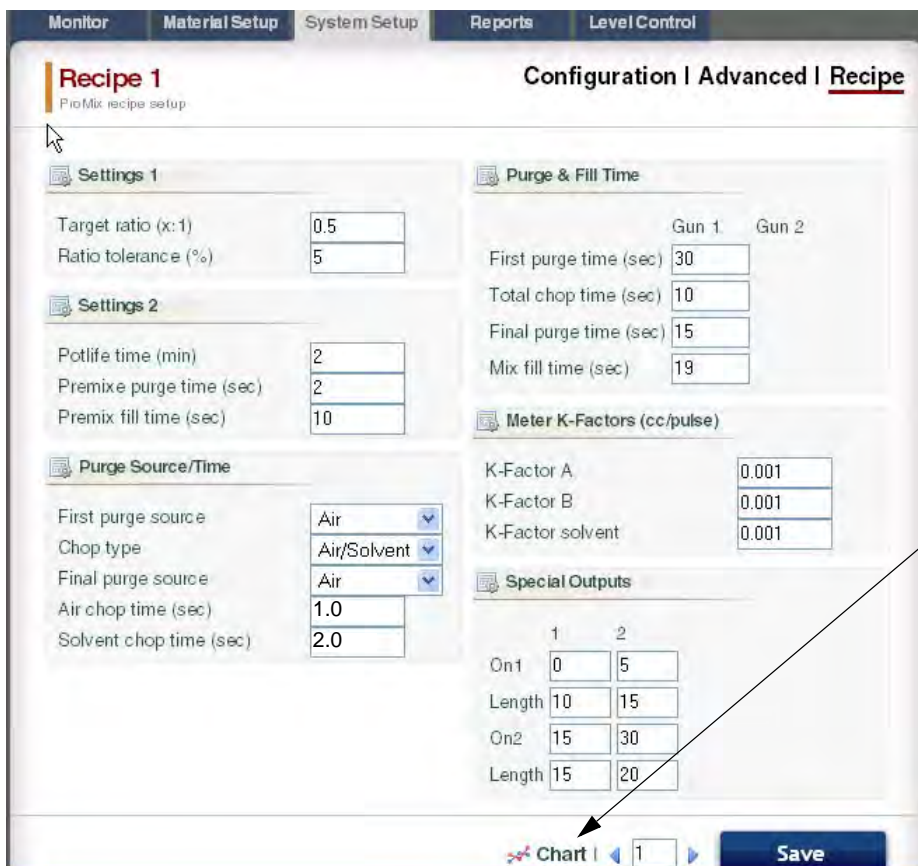 Monitor Material Setup System Setup Reports Level Control
Recipe 1
ProMix recipe setup
Configuration | Advanced | Recipe
Settings 1
Target ratio (x:1) 0.5
Ratio tolerance (%) 5
Settings 2
Potlife time (min) 2
Premixe purge time (sec) 2
Premix fill time (sec) 10
Purge Source/Time
First purge source Air
Chop type Air/Solvent
Final purge source Air
Air chop time (sec) 1.0
Solvent chop time (sec) 2.0
Purge & Fill Time
Gun 1 Gun 2
First purge time (sec) 30
Total chop time (sec) 10
Final purge time (sec) 15
Mix fill time (sec) 19
Meter K-Factors (cc/pulse)
K-Factor A 0.001
K-Factor B 0.001
K-Factor solvent 0.001
Special Outputs
1 2
On1 0 5
Length 10 15
On2 15 30
Length 15 20
Chart | 1 Save